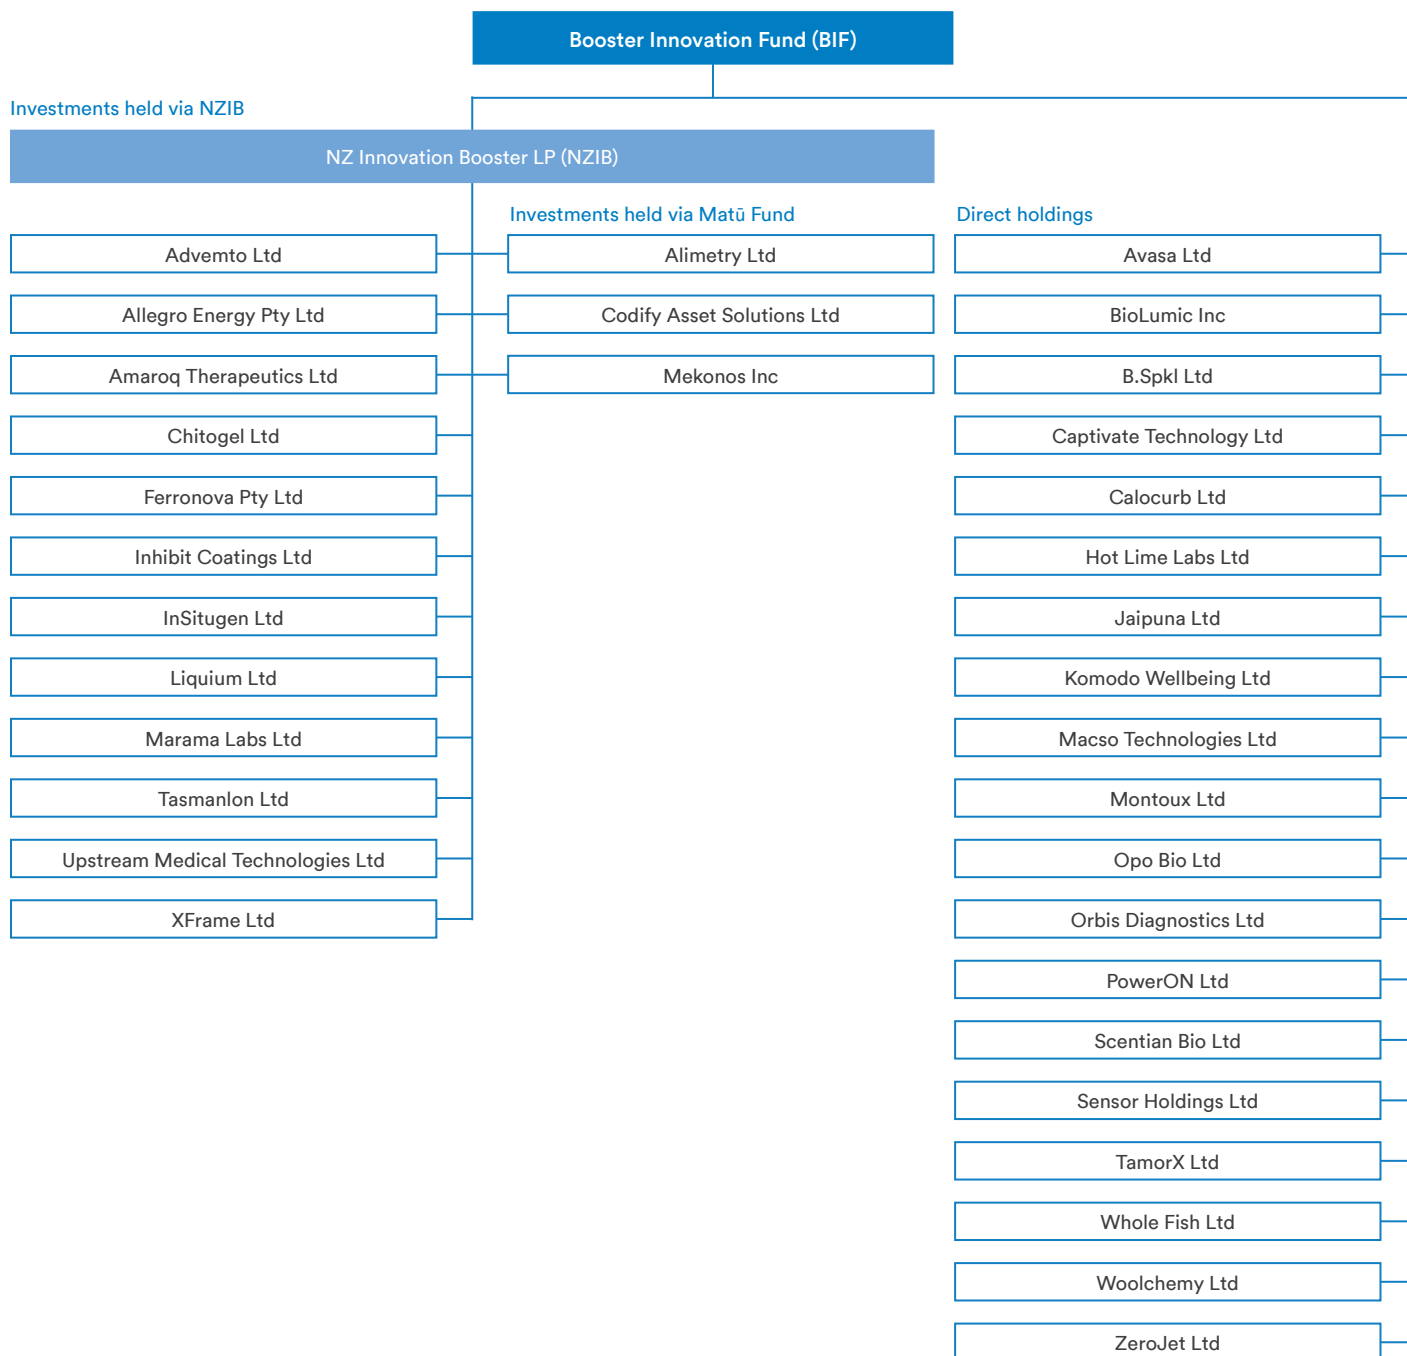 Booster Innovation Fund (BIF)
Investments held via NZIB
NZ Innovation Booster LP (NZIB)
Advemto Ltd
Allegro Energy Pty Ltd
Amaroq Therapeutics Ltd
Chitogel Ltd
Ferronova Pty Ltd
Inhibit Coatings Ltd
InSitugen Ltd
Liquium Ltd
Marama Labs Ltd
TasmanIon Ltd
Upstream Medical Technologies Ltd
XFrame Ltd
Investments held via Matū Fund
Alimetry Ltd
Codify Asset Solutions Ltd
Mekonos Inc
Direct holdings
Avasa Ltd
BioLumic Inc
B.Spkl Ltd
Captivate Technology Ltd
Calocurb Ltd
Hot Lime Labs Ltd
Jaipuna Ltd
Komodo Wellbeing Ltd
Macso Technologies Ltd
Montoux Ltd
Opo Bio Ltd
Orbis Diagnostics Ltd
PowerON Ltd
Scentian Bio Ltd
Sensor Holdings Ltd
TamorX Ltd
Whole Fish Ltd
Woolchemy Ltd
ZeroJet Ltd